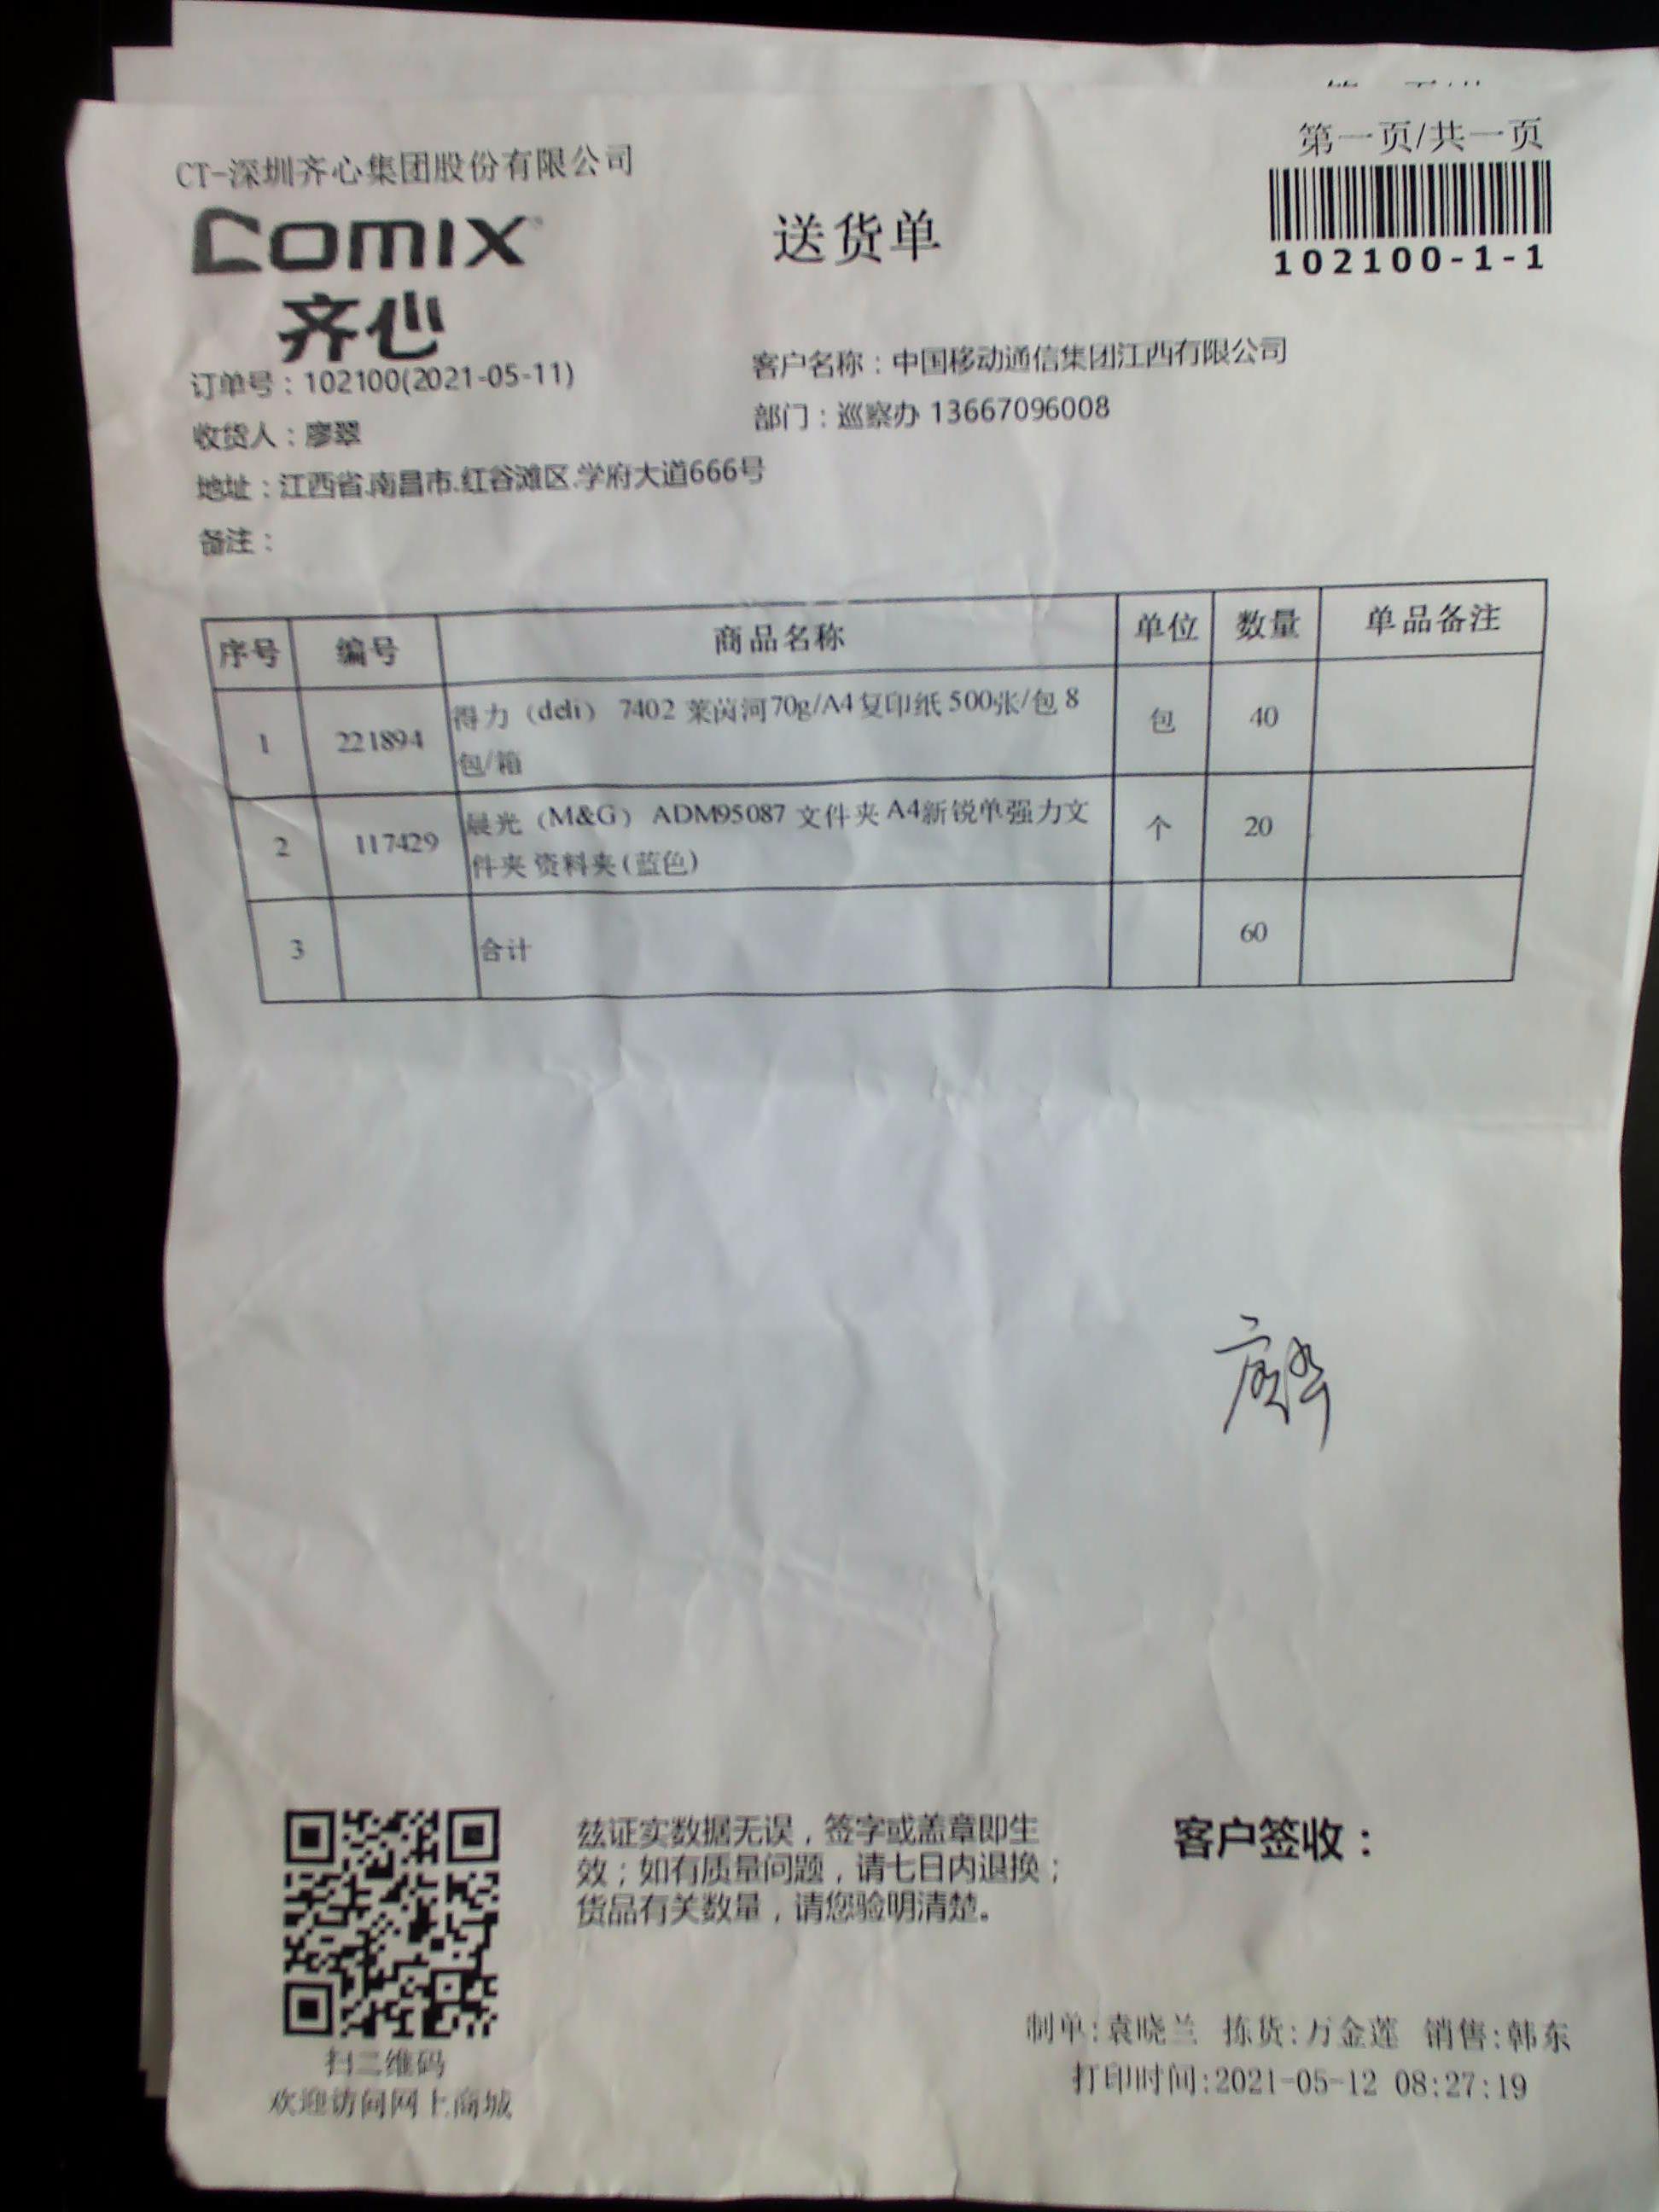 第一页/共一页
CT-深圳齐心集团股份有限公司
COMIX
齐心
送货单
102100-1-1
订单号：102100(2021-05-11)
客户名称：中国移动通信集团江西有限公司
收货人：廖翠
部门：巡察办 13667096008
地址：江西省.南昌市.红谷滩区.学府大道666号
备注：
序号 编号 商品名称 单位 数量 单品备注
1 221894 得力（deli） 7402 莱茵河70g/A4复印纸 500张/包 8 包 40
包/箱
2 117429 晨光（M&G） ADM95087 文件夹 A4新锐单强力文 个 20
件夹 资料夹(蓝色)
3 合计 60
兹证实数据无误，签字或盖章即生
效；如有质量问题，请七日内退换；
货品有关数量，请您验明清楚。
客户签收：
扫二维码
欢迎访问网上商城
制单:袁晓兰 拣货:万金莲 销售:韩东
打印时间:2021-05-12 08:27:19